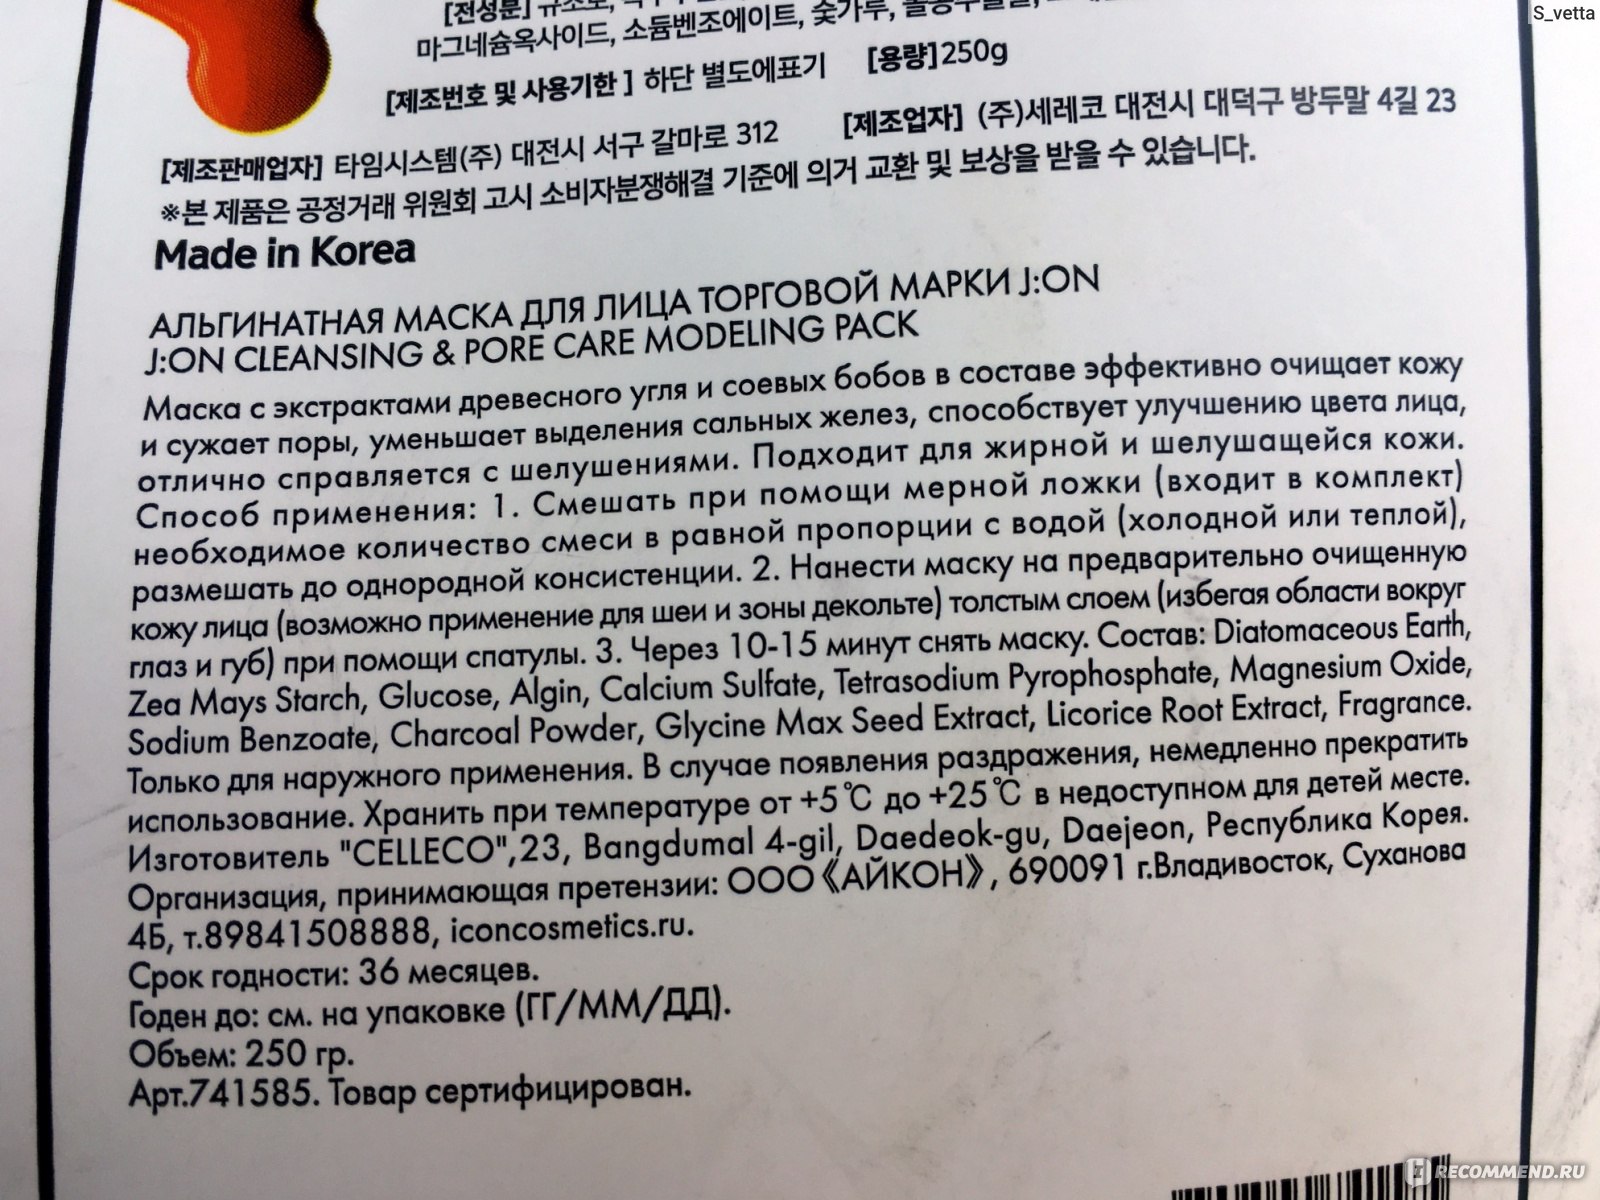 S_vetta
[전성분]
마그네슘옥사이드, 소듐벤조에이트, 숯가루,
[제조번호 및 사용기한 ] 하단 별도에표기 [용량]250g
[제조판매업자] 타임시스템(주) 대전시 서구 갈마로 312 [제조업자] (주)세레코 대전시 대덕구 방두말 4길 23
※본 제품은 공정거래 위원회 고시 소비자분쟁해결 기준에 의거 교환 및 보상을 받을 수 있습니다.
Made in Korea
АЛЬГИНАТНАЯ МАСКА ДЛЯ ЛИЦА ТОРГОВОЙ МАРКИ J:ON
J:ON CLEANSING & PORE CARE MODELING PACK
Маска с экстрактами древесного угля и соевых бобов в составе эффективно очищает кожу
и сужает поры, уменьшает выделения сальных желез, способствует улучшению цвета лица,
отлично справляется с шелушениями. Подходит для жирной и шелушащейся кожи.
Способ применения: 1. Смешать при помощи мерной ложки (входит в комплект)
необходимое количество смеси в равной пропорции с водой (холодной или теплой),
размешать до однородной консистенции. 2. Нанести маску на предварительно очищенную
кожу лица (возможно применение для шеи и зоны декольте) толстым слоем (избегая области вокруг
глаз и губ) при помощи спатулы. 3. Через 10-15 минут снять маску. Состав: Diatomaceous Earth,
Zea Mays Starch, Glucose, Algin, Calcium Sulfate, Tetrasodium Pyrophosphate, Magnesium Oxide,
Sodium Benzoate, Charcoal Powder, Glycine Max Seed Extract, Licorice Root Extract, Fragrance.
Только для наружного применения. В случае появления раздражения, немедленно прекратить
использование. Хранить при температуре от +5℃ до +25℃ в недоступном для детей месте.
Изготовитель "CELLECO",23, Bangdumal 4-gil, Daedeok-gu, Daejeon, Республика Корея.
Организация, принимающая претензии: ООО《АЙКОН》, 690091 г.Владивосток, Суханова
4Б, т.89841508888, iconcosmetics.ru.
Срок годности: 36 месяцев.
Годен до: см. на упаковке (ГГ/ММ/ДД).
Объем: 250 гр.
Арт.741585. Товар сертифицирован.
RECOMMEND.RU